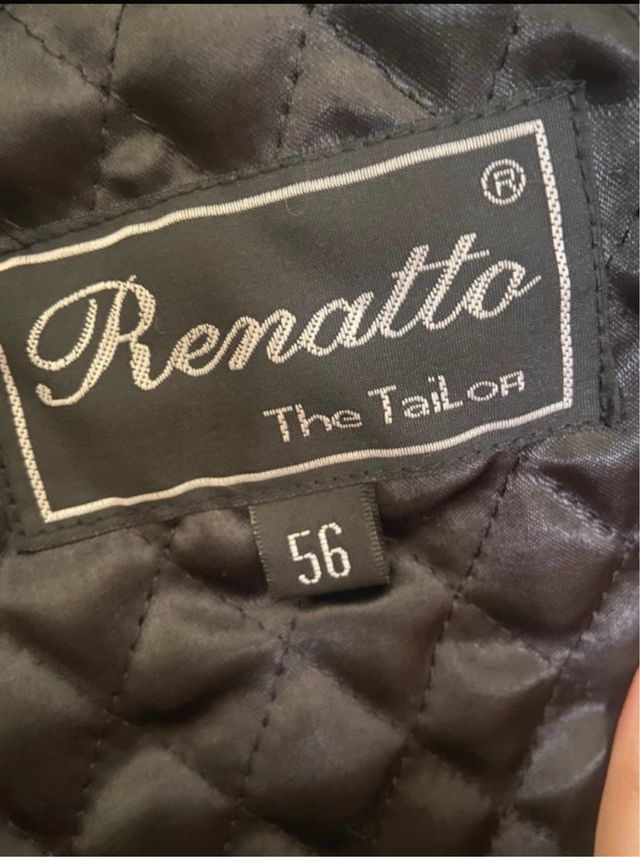 ®
Renatto
The TaiLoR
56